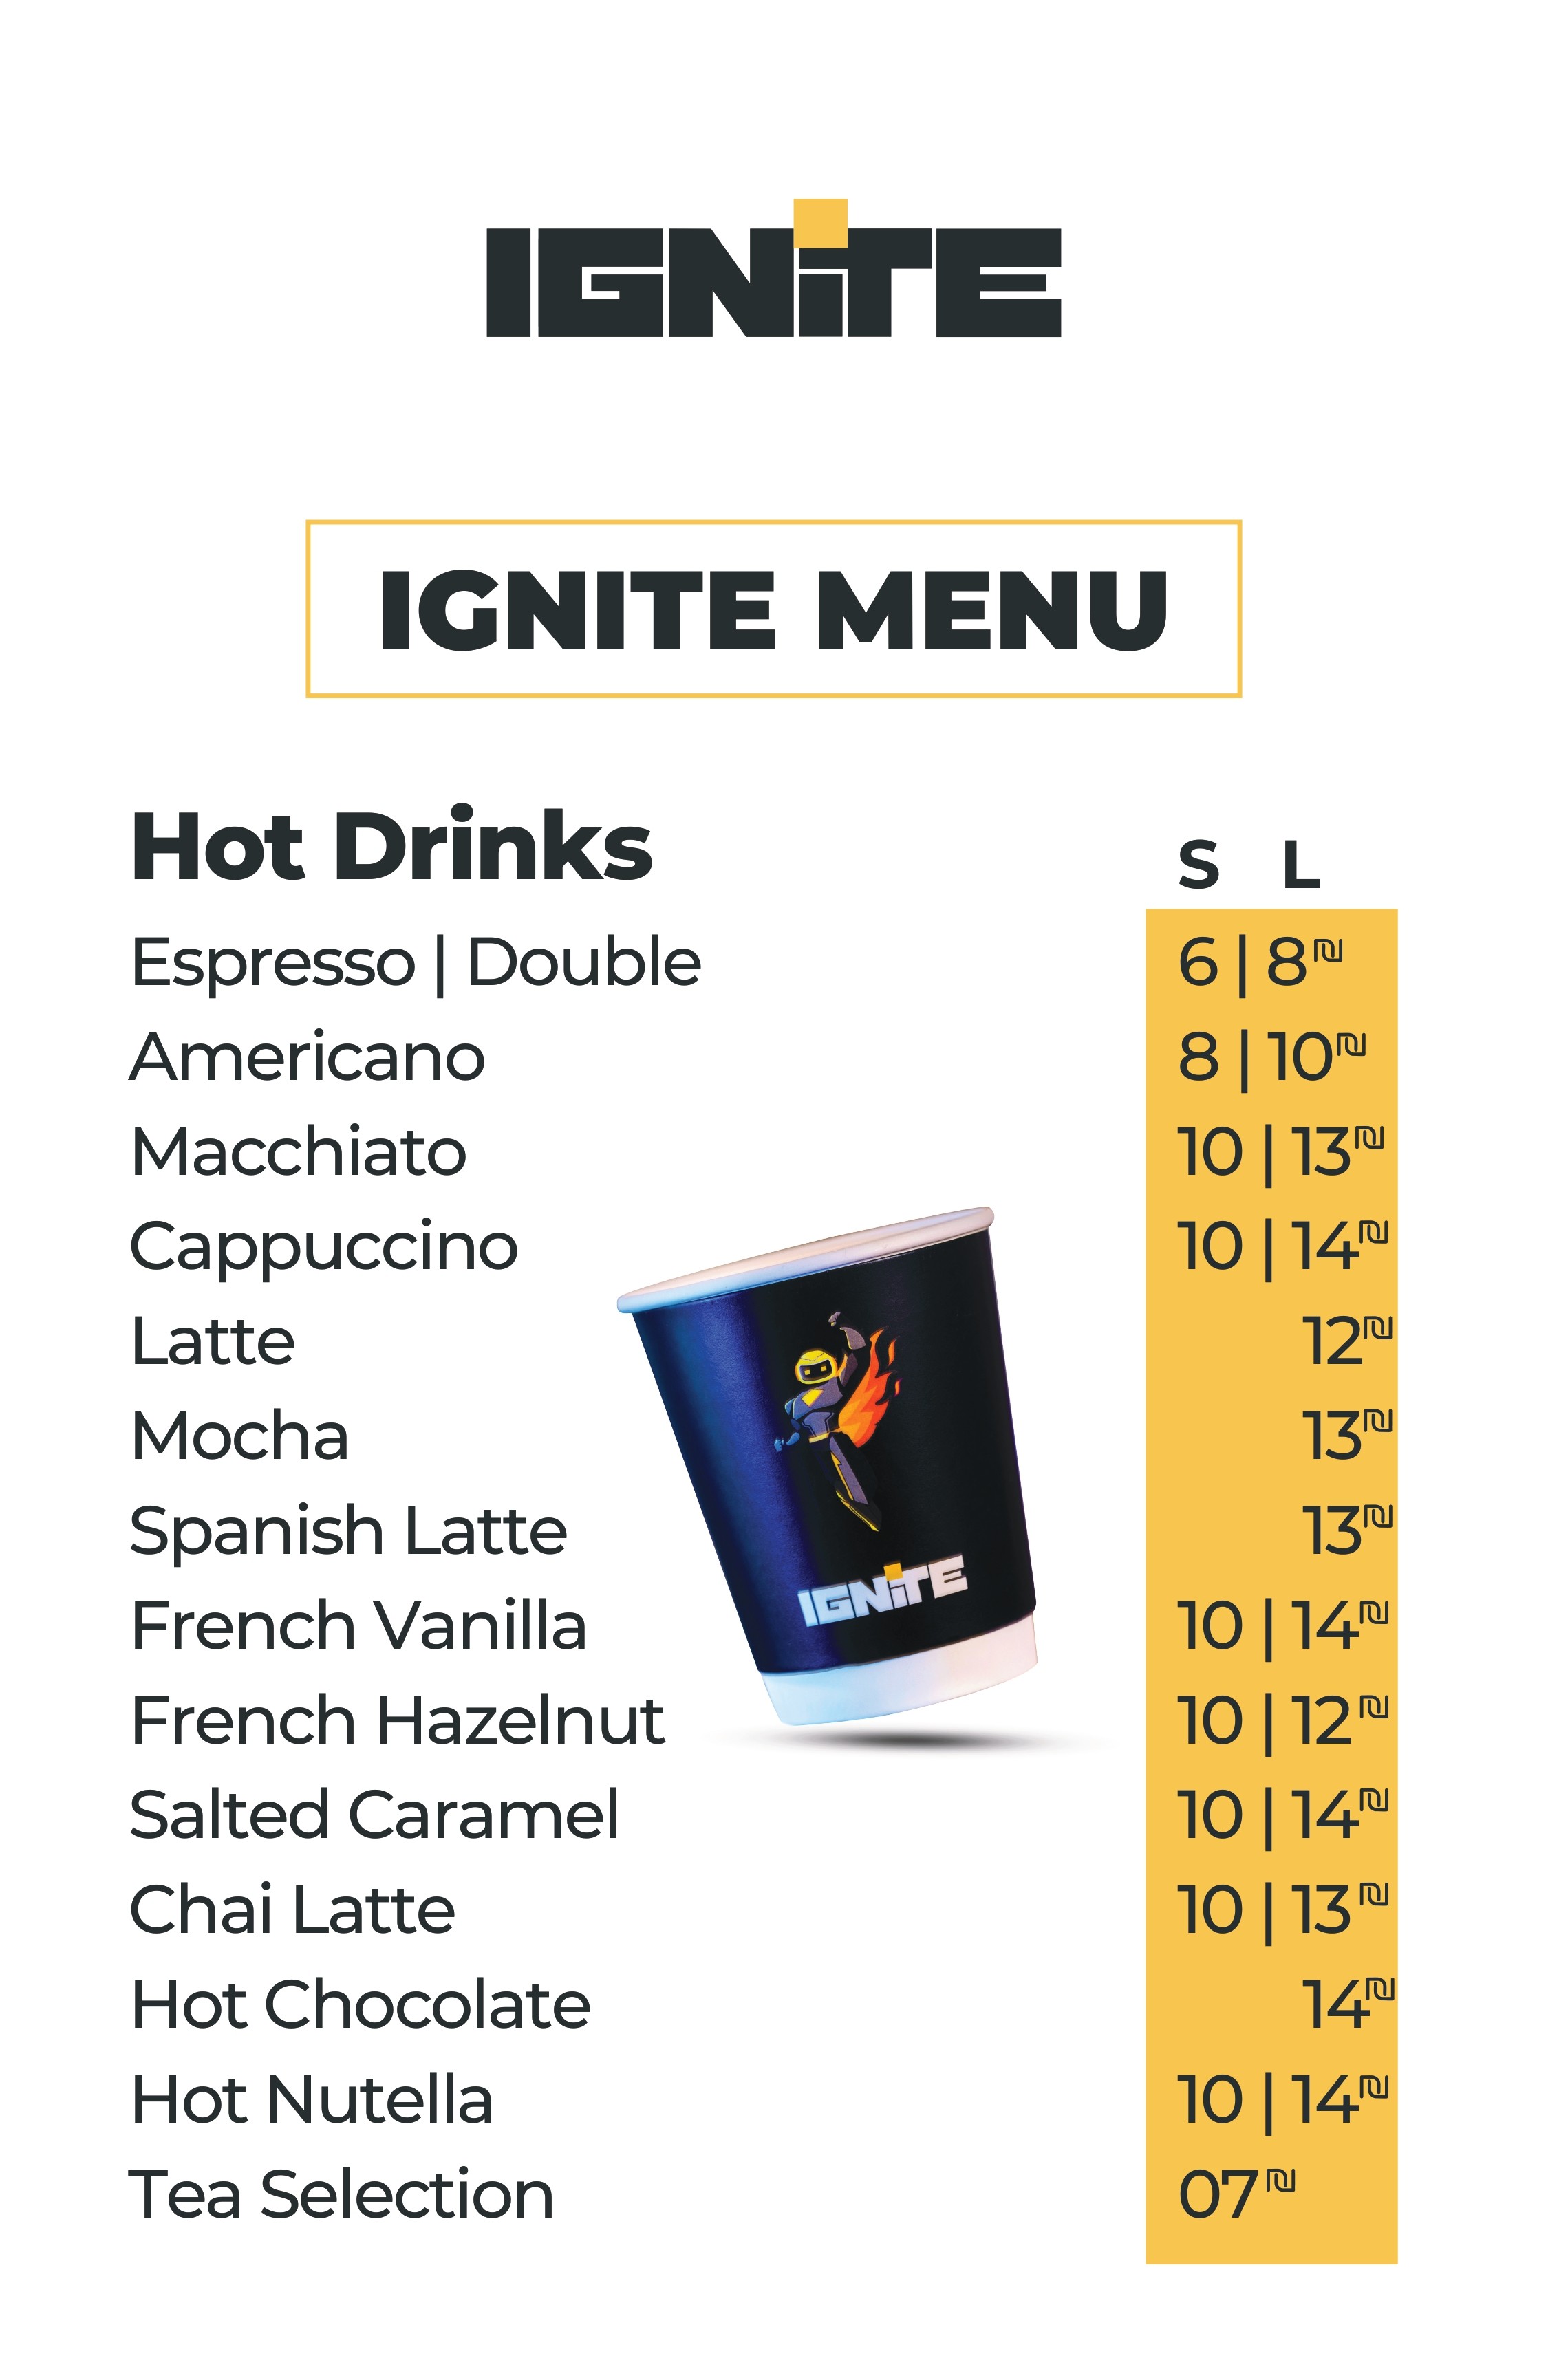 IGNiTE
IGNITE MENU
Hot Drinks S L
Espresso | Double 6 | 8₪
Americano 8 | 10₪
Macchiato 10 | 13₪
Cappuccino 10 | 14₪
Latte 12₪
Mocha 13₪
Spanish Latte 13₪
IGNiTE
French Vanilla 10 | 14₪
French Hazelnut 10 | 12₪
Salted Caramel 10 | 14₪
Chai Latte 10 | 13₪
Hot Chocolate 14₪
Hot Nutella 10 | 14₪
Tea Selection 07₪